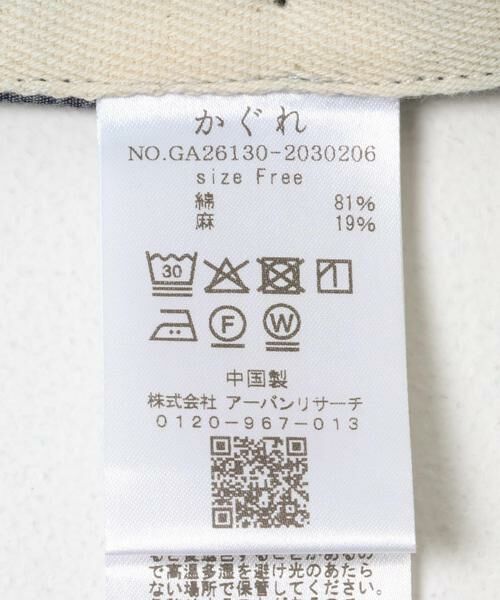 かぐれ
NO.GA26130-2030206
size Free
綿 81%
麻 19%
30
F W
中国製
株式会社 アーバンリサーチ
0120-967-013
で高温多湿を避け光のあたら
ない場所で保管してください。